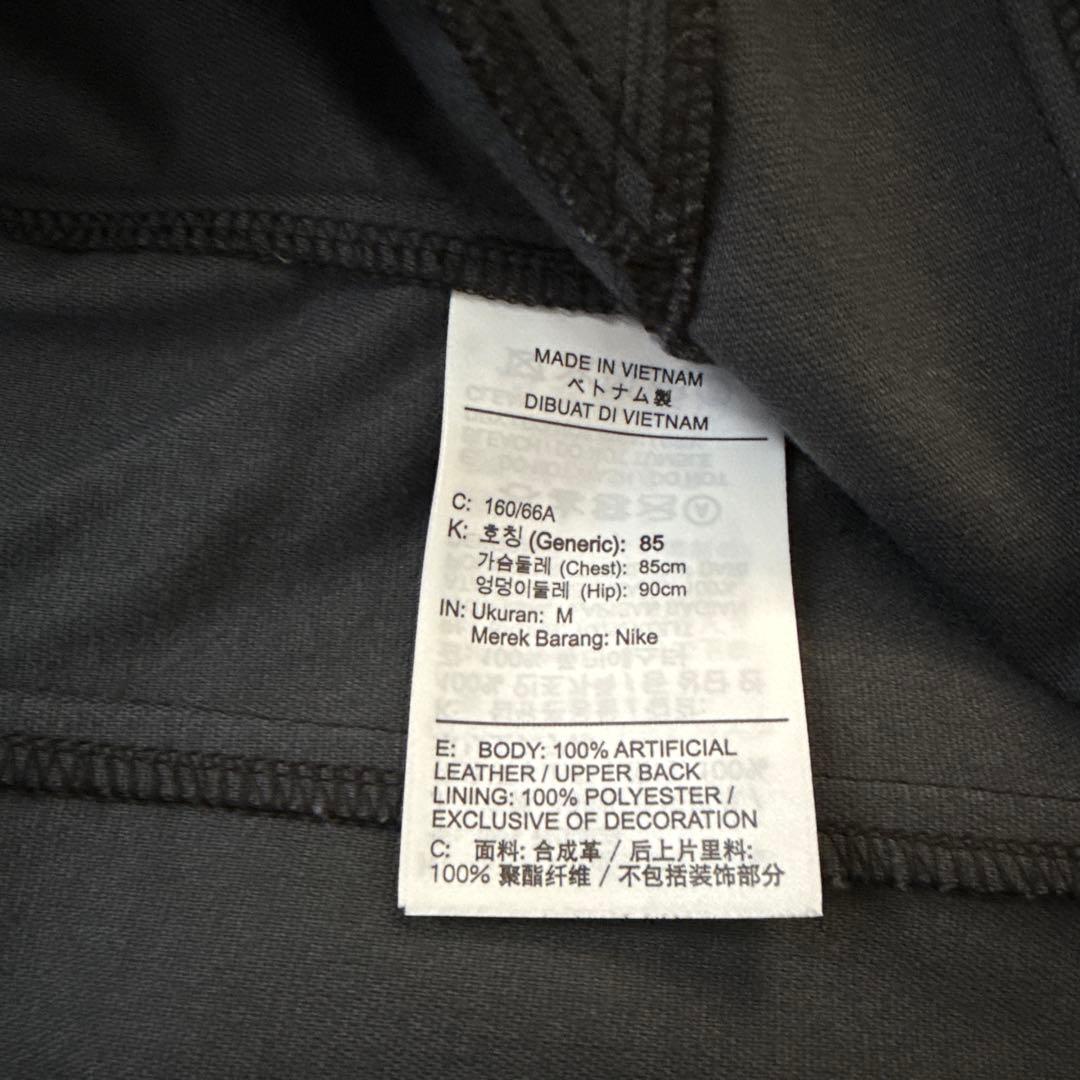 MADE IN VIETNAM
ベトナム製
DIBUAT DI VIETNAM
C: 160/66A
K: 호칭 (Generic): 85
가슴둘레 (Chest): 85cm
엉덩이둘레 (Hip): 90cm
IN: Ukuran: M
Merek Barang: Nike
E: BODY: 100% ARTIFICIAL
LEATHER / UPPER BACK
LINING: 100% POLYESTER /
EXCLUSIVE OF DECORATION
C: 面料: 合成革 / 后上片里料:
100% 聚酯纤维 / 不包括装饰部分